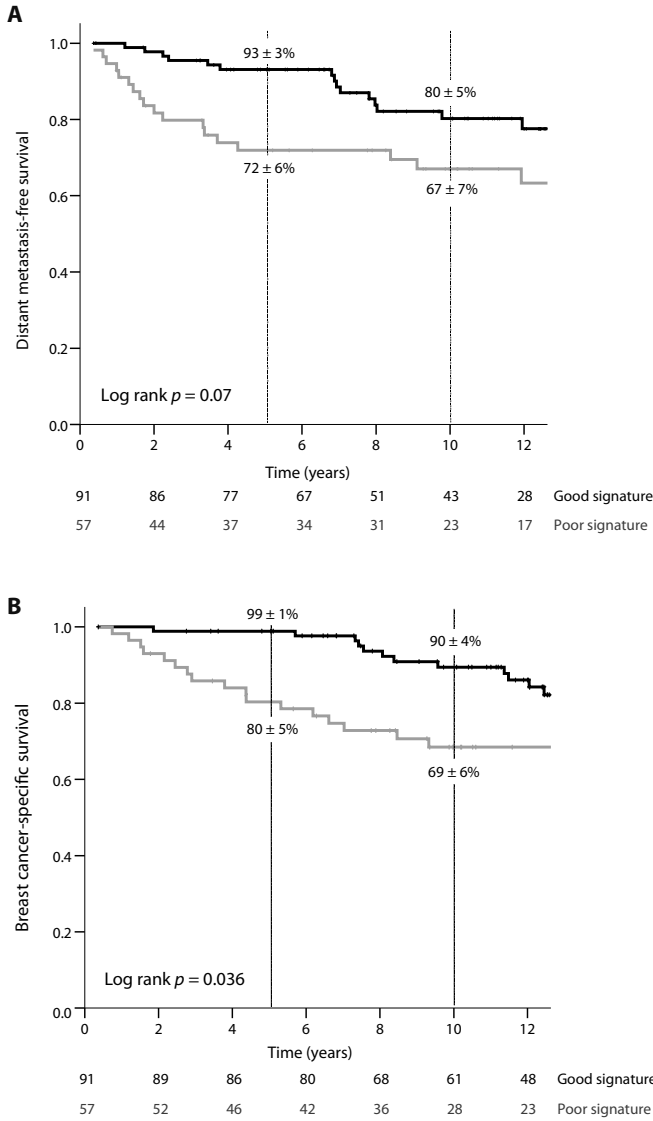 A
Distant metastasis-free survival
1.0
0.8
0.6
0.4
0.2
0.0
93 ± 3%
80 ± 5%
72 ± 6%
67 ± 7%
Log rank p = 0.07
0 2 4 6 8 10 12
Time (years)
91 86 77 67 51 43 28 Good signature
57 44 37 34 31 23 17 Poor signature
B
Breast cancer-specific survival
1.0
0.8
0.6
0.4
0.2
0.0
99 ± 1%
90 ± 4%
80 ± 5%
69 ± 6%
Log rank p = 0.036
0 2 4 6 8 10 12
Time (years)
91 89 86 80 68 61 48 Good signature
57 52 46 42 36 28 23 Poor signature